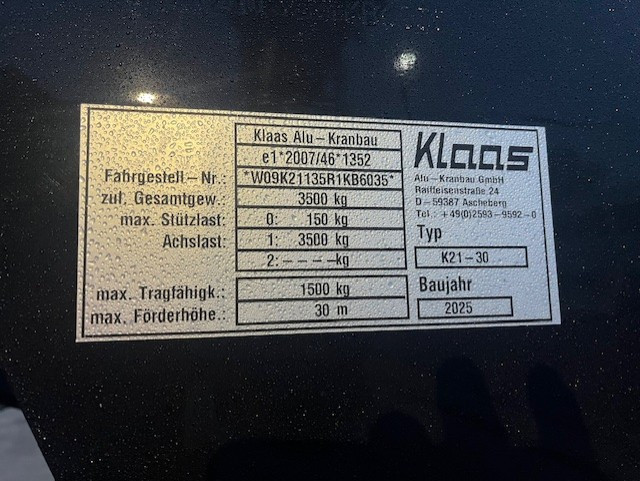 Klaas Alu-Kranbau
e1*2007/46*1352
Fahrgestell-Nr.: *W09K21135R1KB6035*
zul. Gesamtgew.: 3500 kg
max. Stützlast: 0: 150 kg
Achslast: 1: 3500 kg
2: ---- kg
max. Tragfähigk.: 1500 kg
max. Förderhöhe.: 30 m
Klaas
Alu-Kranbau GmbH
Raiffeisenstraße 24
D-59387 Ascheberg
Tel.: +49(0)2593-9592-0
Typ
K21-30
Baujahr
2025